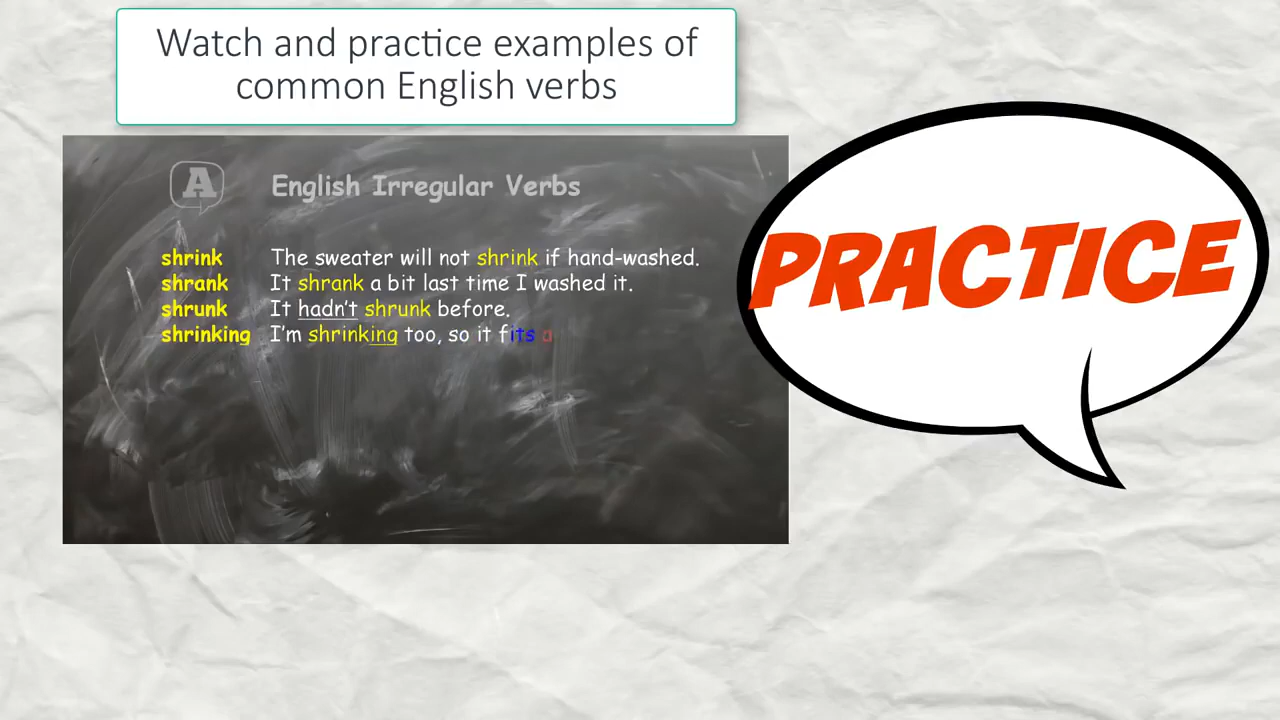 Watch and practice examples of
common English verbs
A English Irregular Verbs
shrink The sweater will not shrink if hand-washed.
shrank It shrank a bit last time I washed it.
shrunk It hadn't shrunk before.
shrinking I'm shrinking too, so it fits a
PRACTICE